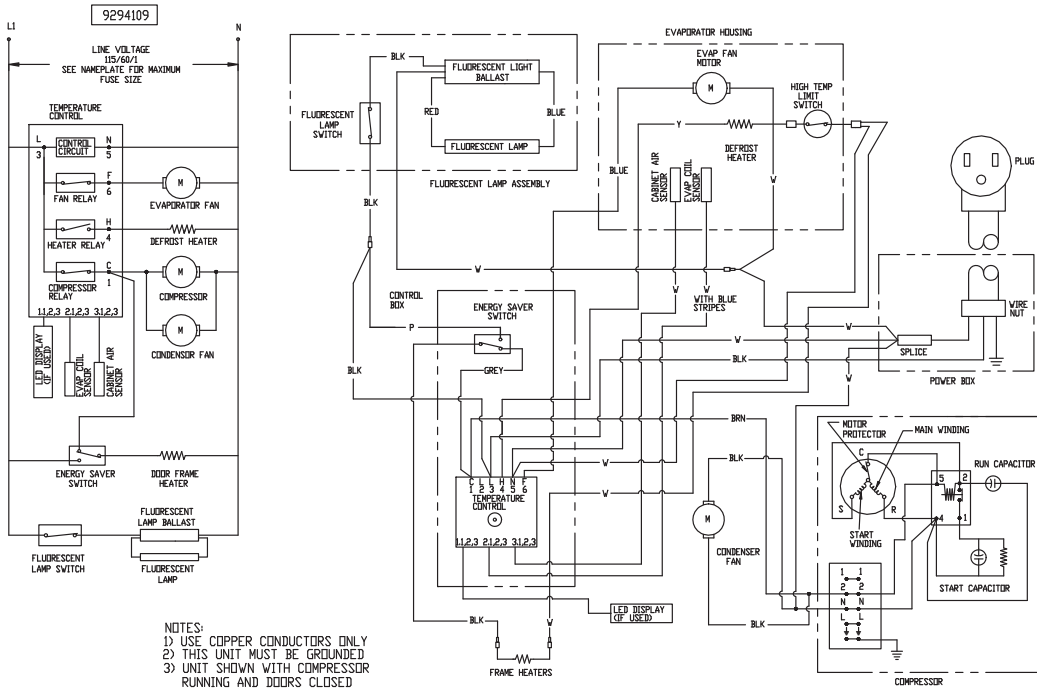 9294109
L1
N
LINE VOLTAGE
115/60/1
SEE NAMEPLATE FOR MAXIMUM
FUSE SIZE
TEMPERATURE
CONTROL
L
3
CONTROL
CIRCUIT
N
5
FAN RELAY
F
6
M
EVAPORATOR FAN
HEATER RELAY
H
4
DEFROST HEATER
COMPRESSOR
RELAY
C
1
M
COMPRESSOR
M
CONDENSOR FAN
1.1,2,3 2.1,2,3 3.1,2,3
LED DISPLAY
(IF USED)
EVAP COIL
SENSOR
CABINET AIR
SENSOR
ENERGY SAVER
SWITCH
DOOR FRAME
HEATER
FLUORESCENT
LAMP SWITCH
FLUORESCENT
LAMP BALLAST
FLUORESCENT
LAMP
NOTES:
1) USE COPPER CONDUCTORS ONLY
2) THIS UNIT MUST BE GROUNDED
3) UNIT SHOWN WITH COMPRESSOR
RUNNING AND DOORS CLOSED
BLK
FLUORESCENT LIGHT
BALLAST
FLUORESCENT
LAMP
SWITCH
RED
BLUE
FLUORESCENT LAMP
FLUORESCENT LAMP ASSEMBLY
BLK
W
BLK
EVAPORATOR HOUSING
EVAP FAN
MOTOR
M
HIGH TEMP
LIMIT
SWITCH
Y
DEFROST
HEATER
BLUE
CABINET AIR
SENSOR
EVAP COIL
SENSOR
W
W
W
WITH BLUE
STRIPES
CONTROL
BOX
ENERGY SAVER
SWITCH
P
GREY
C L L H N F
1 2 3 4 5 6
TEMPERATURE
CONTROL
1.1,2,3 2.1,2,3 3.1,2,3
W
W
BLK
W
BRN
W
W
BLK
M
CONDENSER
FAN
BLK
LED DISPLAY
(IF USED)
BLK
W
FRAME HEATERS
PLUG
WIRE
NUT
SPLICE
POWER BOX
MOTOR
PROTECTOR
MAIN WINDING
C
S
R
START
WINDING
5
2
4
1
RUN CAPACITOR
START CAPACITOR
1 1
2 2
N N
L L
COMPRESSOR